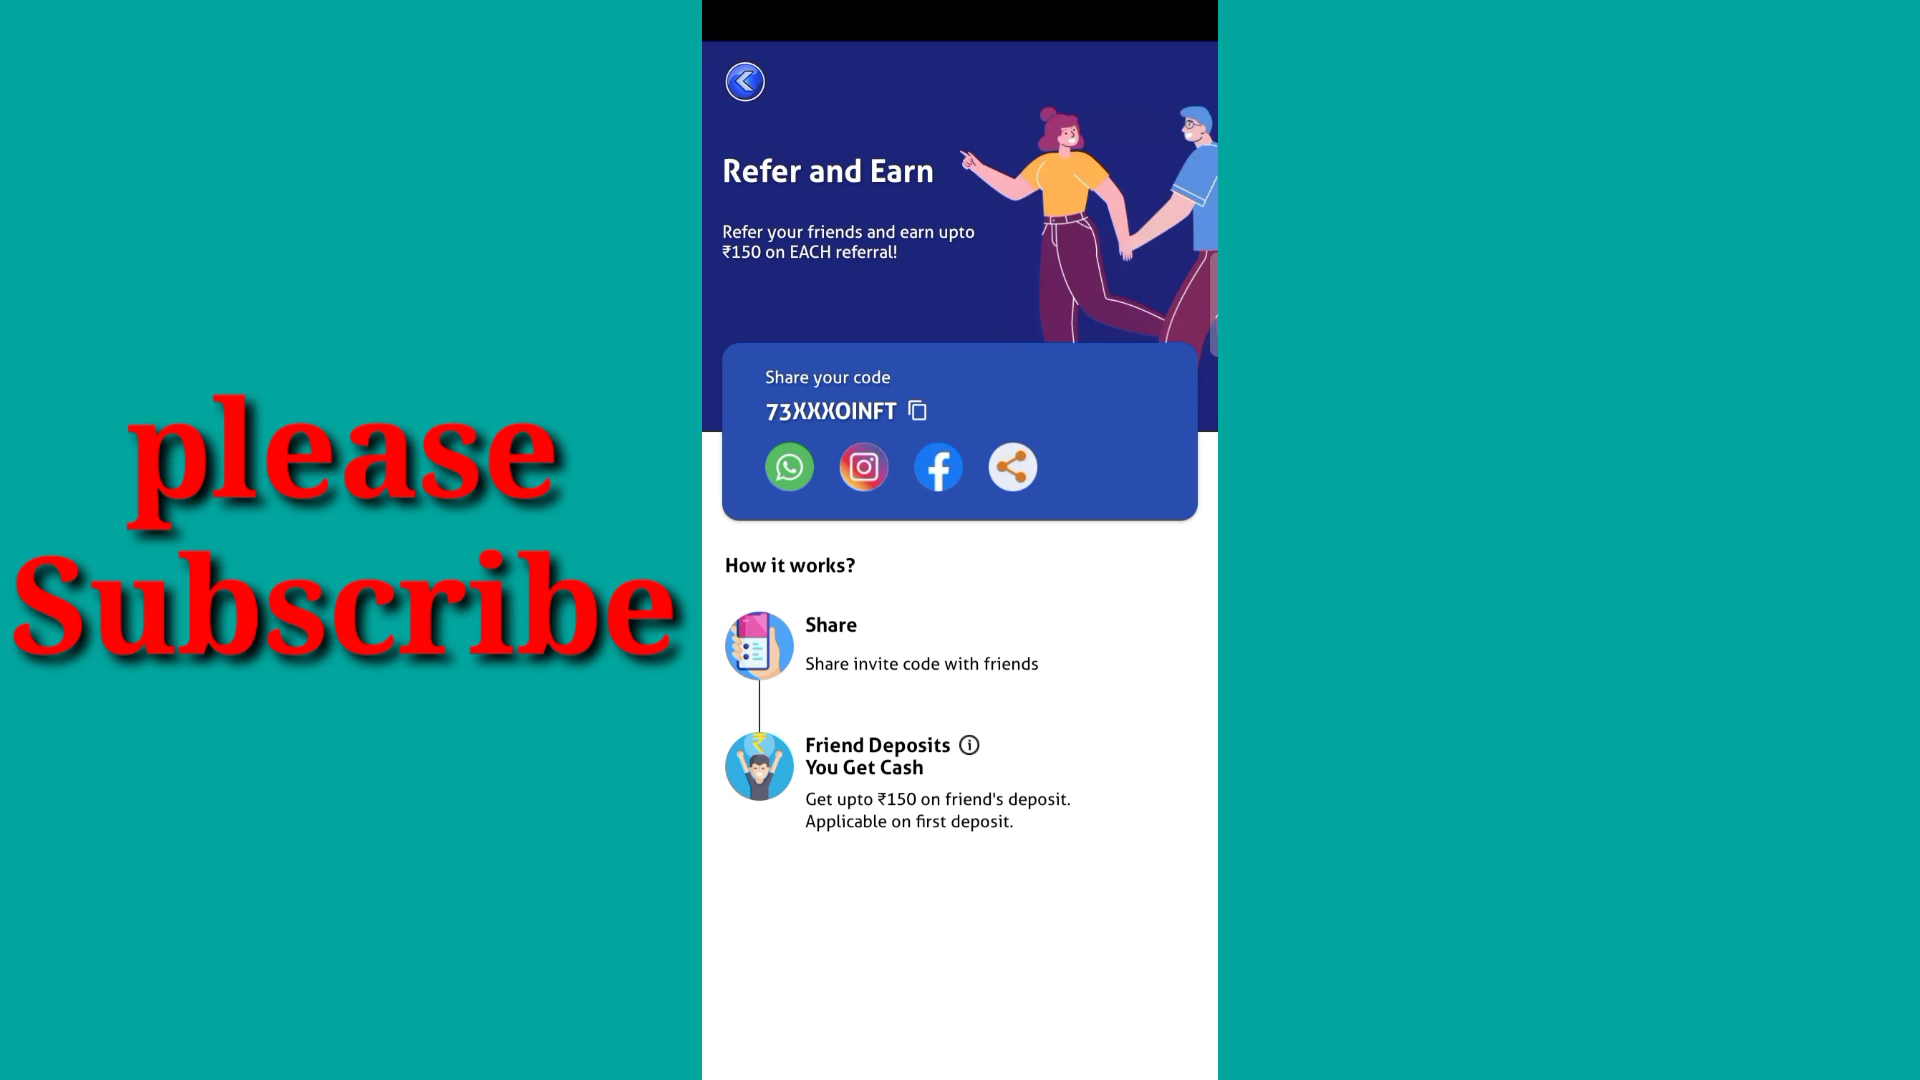 please
Subscribe
Refer and Earn
Refer your friends and earn upto
₹150 on EACH referral!
Share your code
73XXXOINFT
How it works?
Share
Share invite code with friends
Friend Deposits
You Get Cash
Get upto ₹150 on friend's deposit.
Applicable on first deposit.